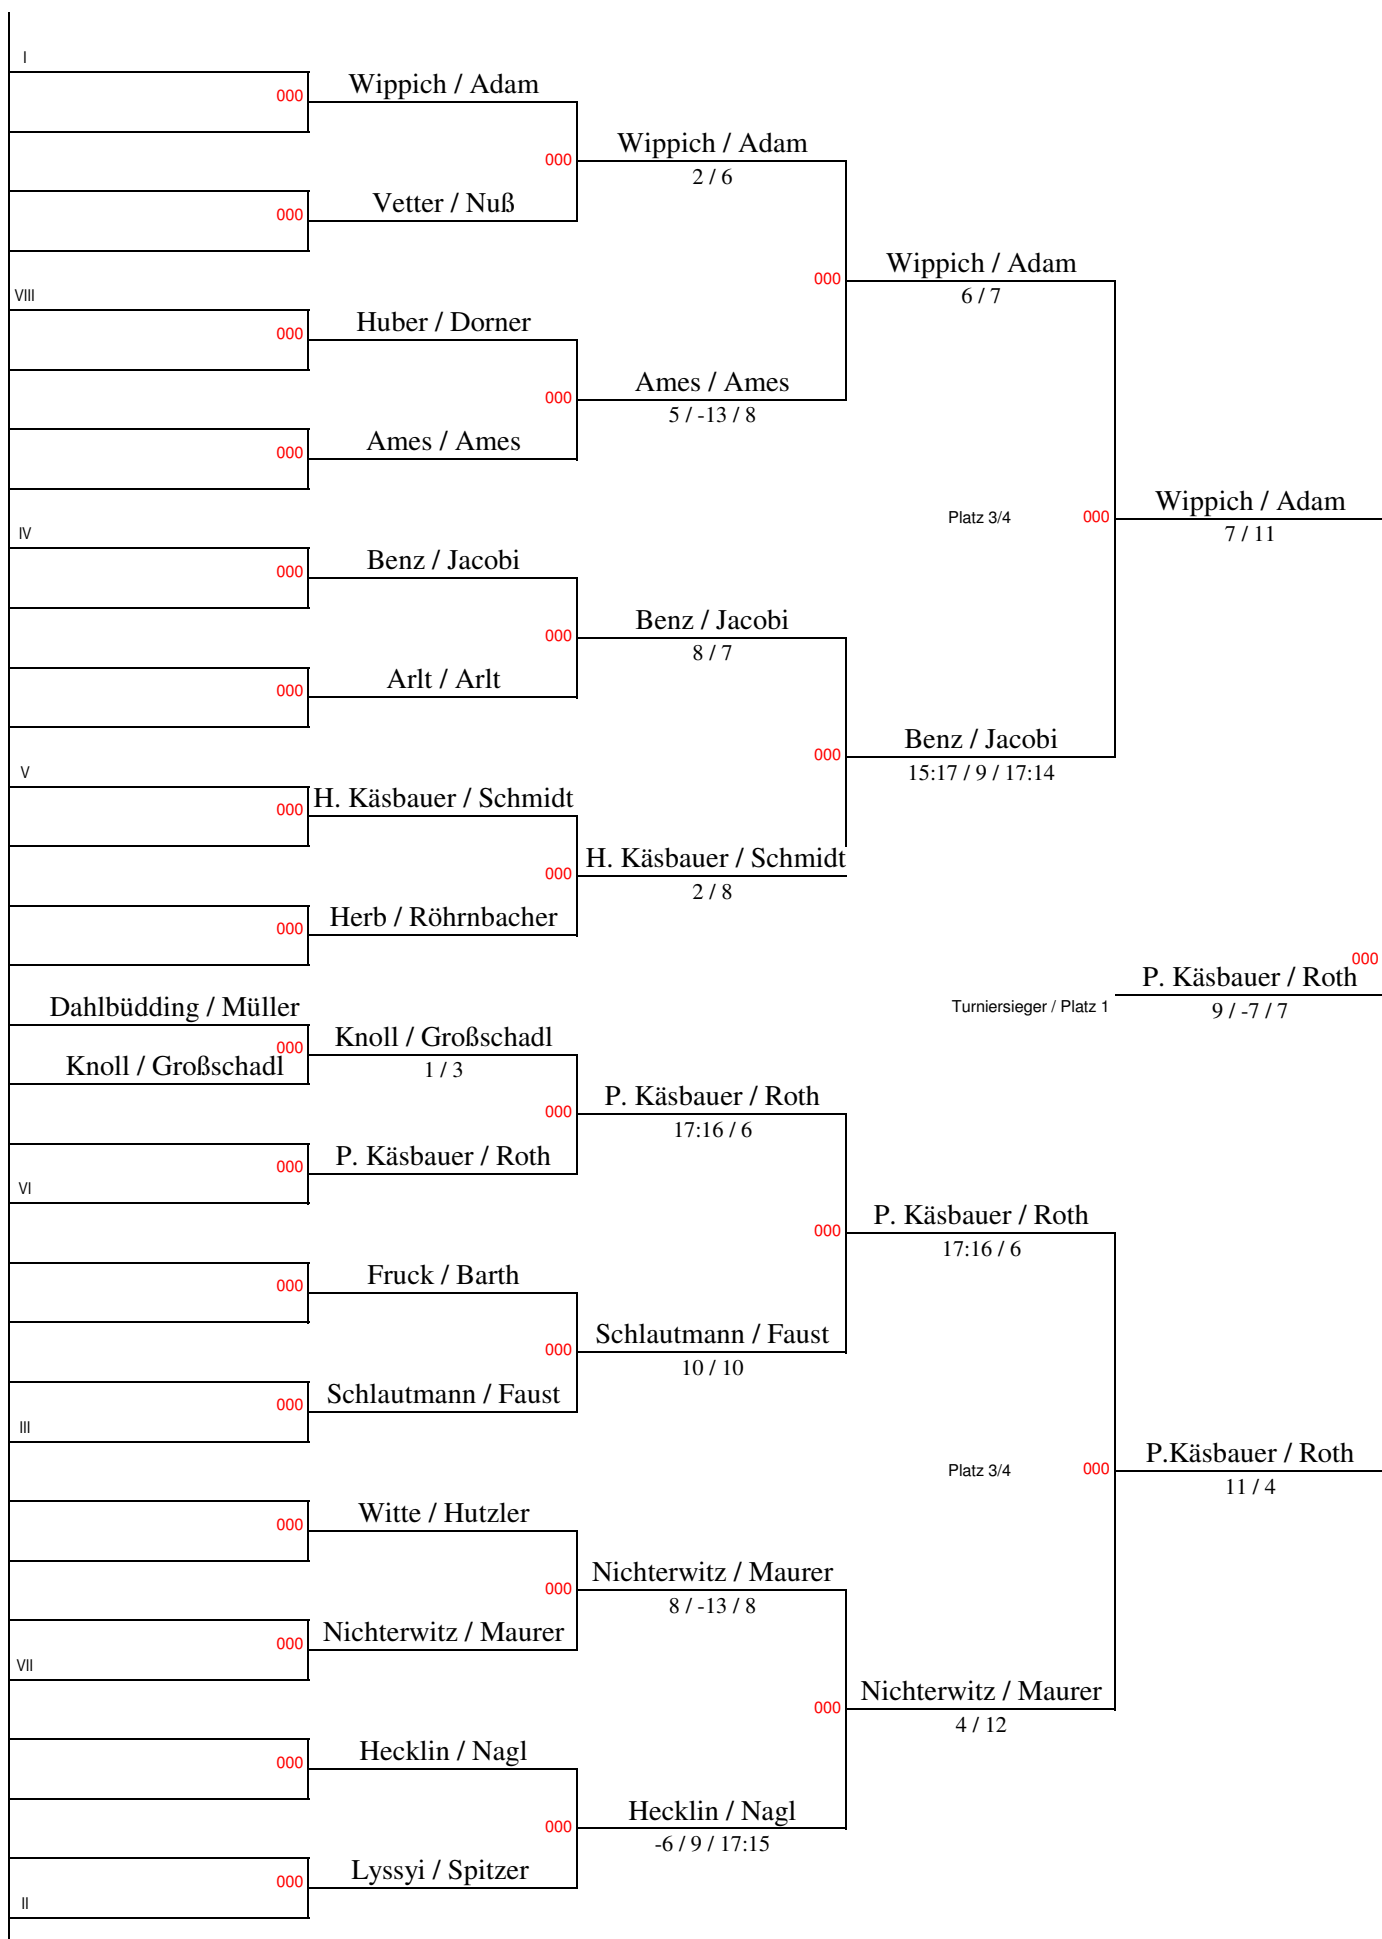 I
000
Wippich / Adam
000
Wippich / Adam
2 / 6
000
Vetter / Nuß
000
Wippich / Adam
6 / 7
VIII
000
Huber / Dorner
000
Ames / Ames
5 / -13 / 8
000
Ames / Ames
Platz 3/4
000
Wippich / Adam
7 / 11
IV
000
Benz / Jacobi
000
Benz / Jacobi
8 / 7
000
Arlt / Arlt
000
Benz / Jacobi
15:17 / 9 / 17:14
V
000
H. Käsbauer / Schmidt
000
H. Käsbauer / Schmidt
2 / 8
000
Herb / Röhrnbacher
000
P. Käsbauer / Roth
Turniersieger / Platz 1
9 / -7 / 7
Dahlbüdding / Müller
000
Knoll / Großschadl
Knoll / Großschadl
1 / 3
000
P. Käsbauer / Roth
17:16 / 6
000
P. Käsbauer / Roth
VI
000
P. Käsbauer / Roth
17:16 / 6
000
Fruck / Barth
000
Schlautmann / Faust
10 / 10
000
Schlautmann / Faust
III
Platz 3/4
000
P.Käsbauer / Roth
11 / 4
000
Witte / Hutzler
000
Nichterwitz / Maurer
8 / -13 / 8
000
Nichterwitz / Maurer
VII
000
Nichterwitz / Maurer
4 / 12
000
Hecklin / Nagl
000
Hecklin / Nagl
-6 / 9 / 17:15
000
Lyssyi / Spitzer
II